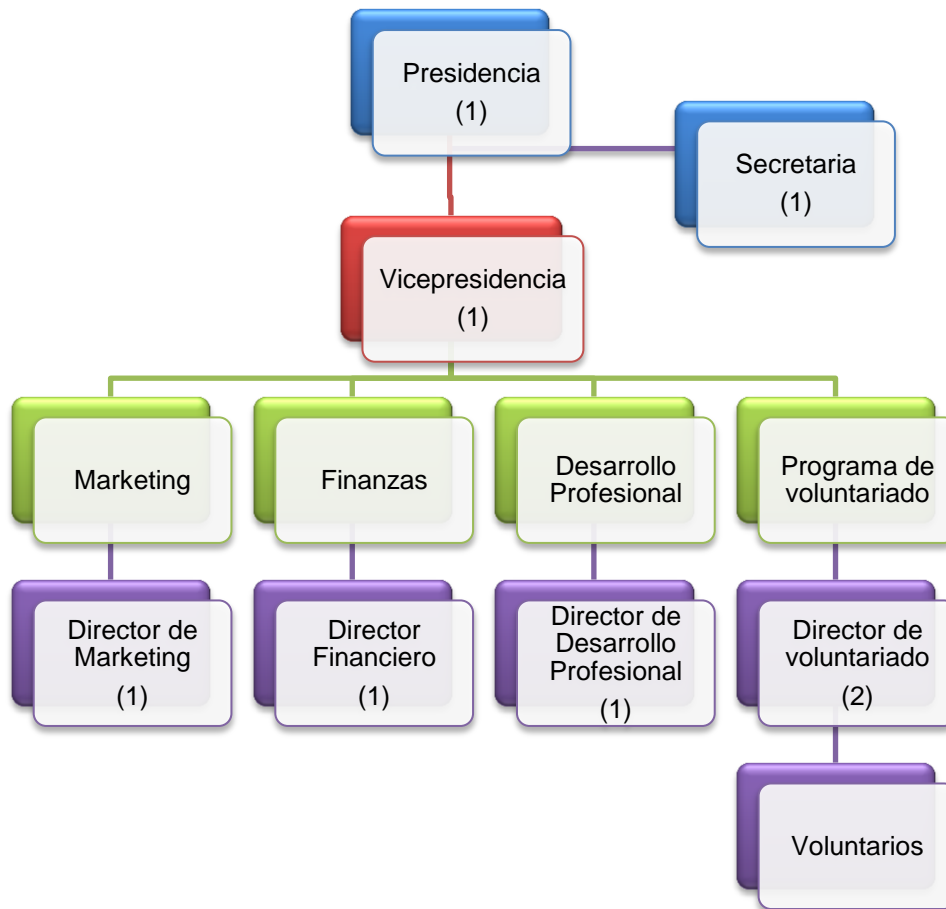 Presidencia
(1)
Secretaria
(1)
Vicepresidencia
(1)
Marketing
Finanzas
Desarrollo
Profesional
Programa de
voluntariado
Director de
Marketing
(1)
Director
Financiero
(1)
Director de
Desarrollo
Profesional
(1)
Director de
voluntariado
(2)
Voluntarios